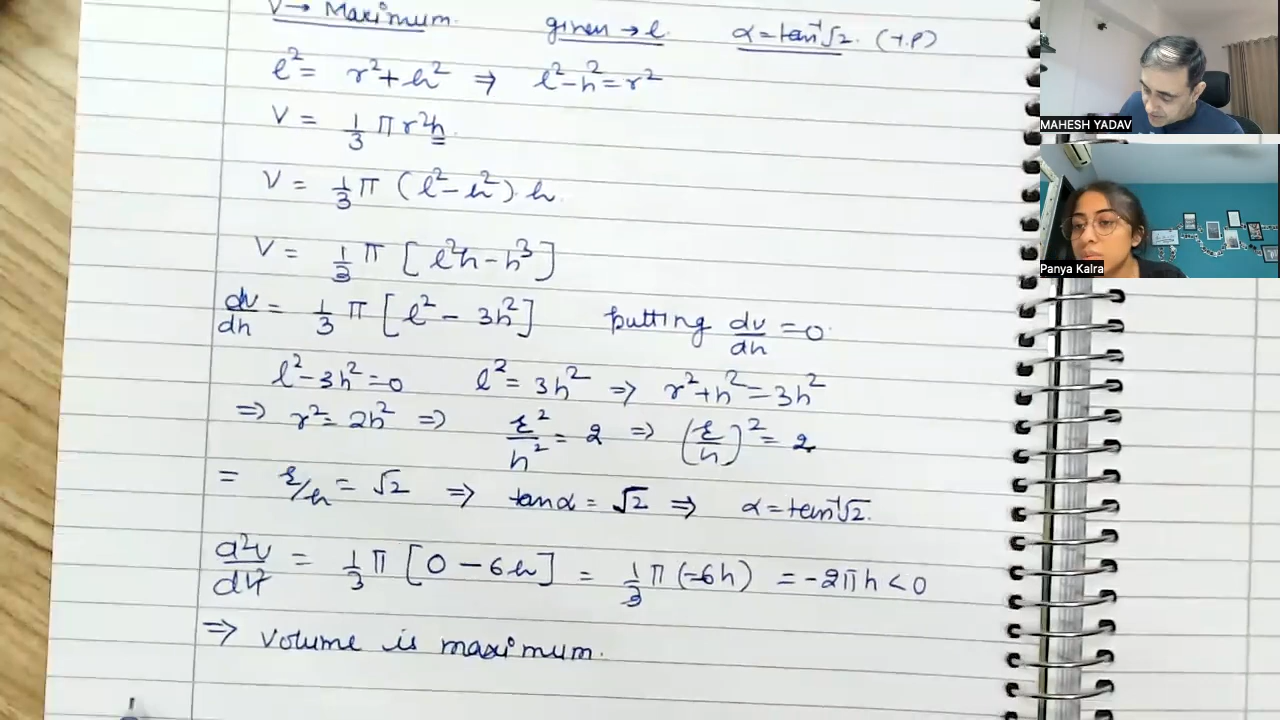 V → Maximum. given → l. α = tan⁻¹√2. (T.P)
l² = r² + h² ⇒ l² - h² = r²
V = 1/3 π r²h.
V = 1/3 π (l² - h²) h.
V = 1/3 π [l²h - h³]
dv/dh = 1/3 π [l² - 3h²] putting dv/dh = 0.
l² - 3h² = 0 l² = 3h² ⇒ r² + h² = 3h²
⇒ r² = 2h² ⇒ r²/h² = 2 ⇒ (r/h)² = 2
= r/h = √2 ⇒ tanα = √2 ⇒ α = tan⁻¹√2.
d²v/dh² = 1/3 π [0 - 6h] = 1/3 π (-6h) = -2πh < 0
⇒ volume is maximum.
MAHESH YADAV
Panya Kalra